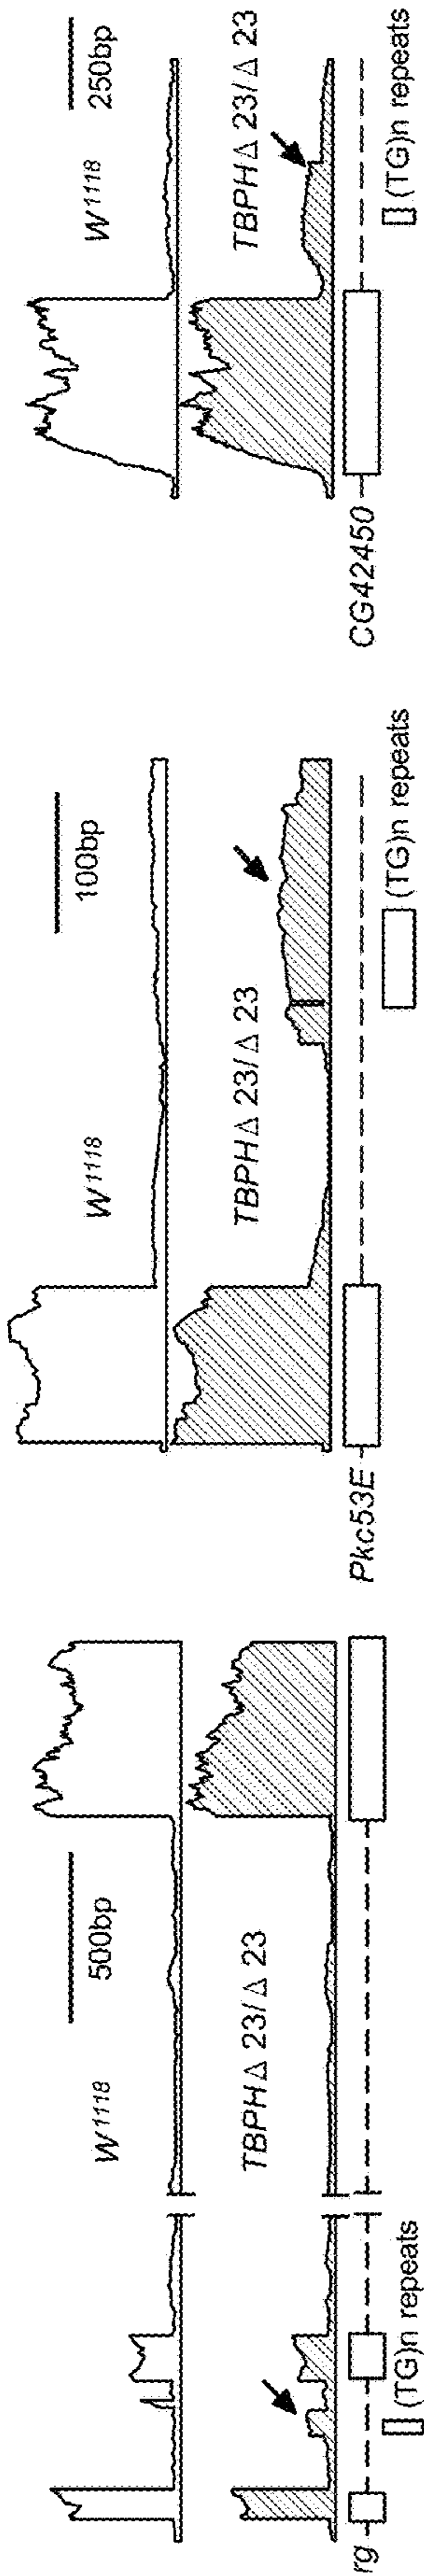 W1118
500bp
TBPHΔ 23/Δ 23
rg
[] (TG)n repeats
W1118
100bp
TBPHΔ 23/Δ 23
Pkc53E
(TG)n repeats
W1118
250bp
TBPHΔ 23/Δ 23
CG42450
[] (TG)n repeats